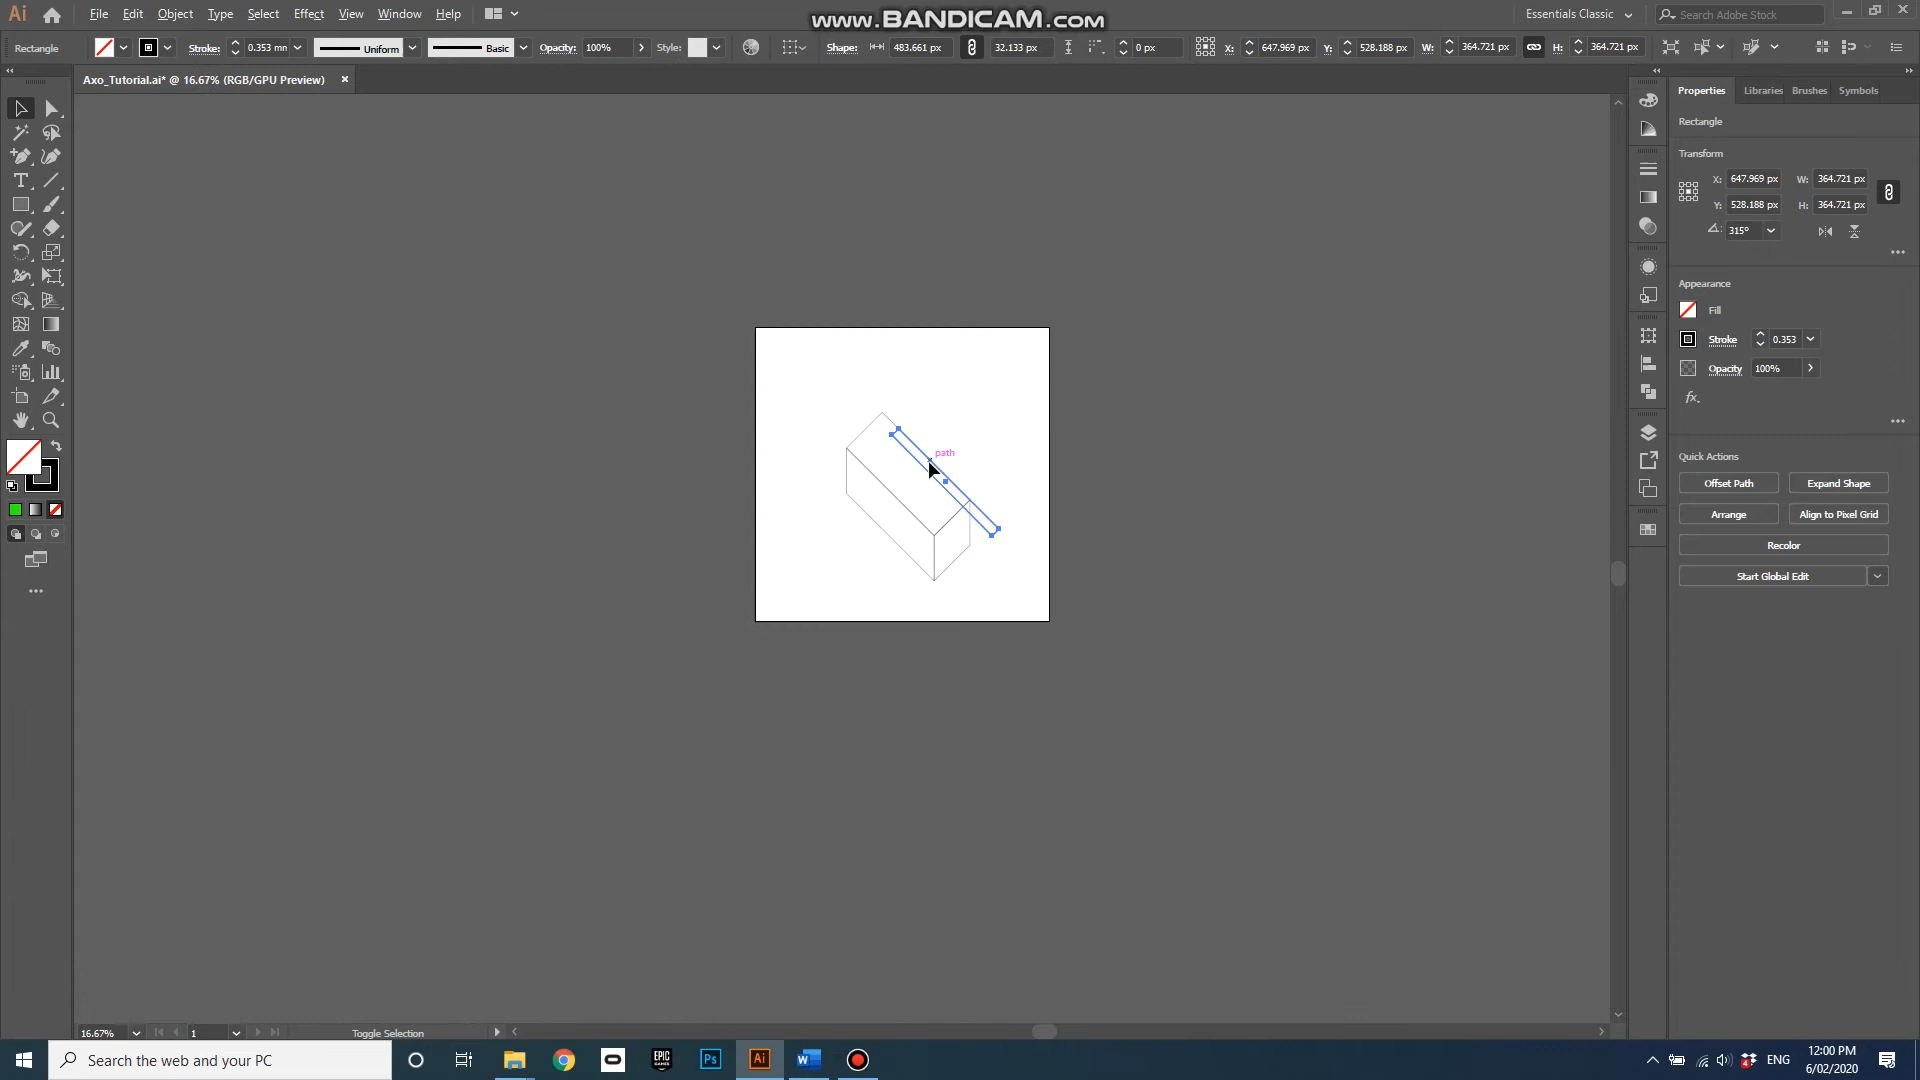 Ai File Edit Object Type Select Effect View Window Help www.BANDICAM.com Essentials Classic Search Adobe Stock
Rectangle Stroke: 0.353 mm Uniform Basic Opacity: 100% Style: Shape: 483.661 px 32.133 px 0 px X: 647.969 px Y: 528.188 px W: 364.721 px H: 364.721 px
Axo_Tutorial.ai* @ 16.67% (RGB/GPU Preview) ×
Properties Libraries Brushes Symbols
Rectangle
Transform
X: 647.969 px W: 364.721 px
Y: 528.188 px H: 364.721 px
315°
Appearance
Fill
Stroke 0.353
Opacity 100%
fx.
path
Quick Actions
Offset Path Expand Shape
Arrange Align to Pixel Grid
Recolor
Start Global Edit
16.67% 1 Toggle Selection
Search the web and your PC EPIC GAMES Ps Ai W 4 ENG 12:00 PM
6/02/2020